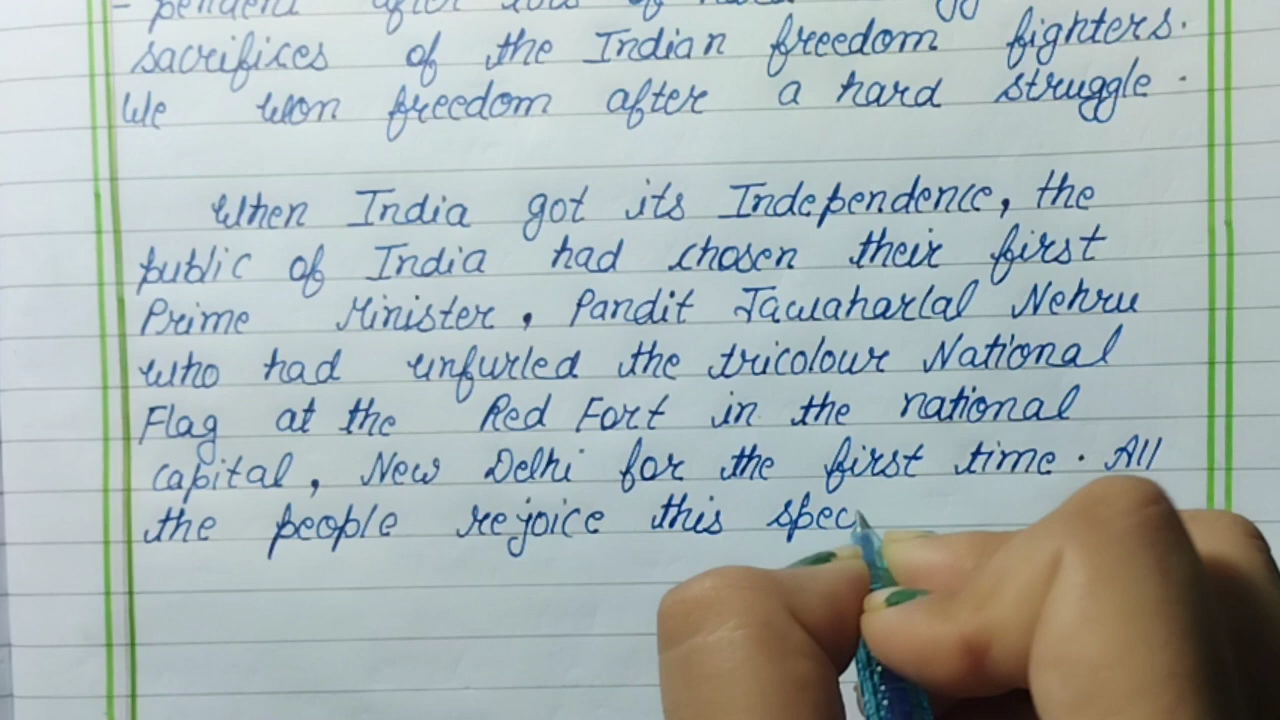 - pendent after
sacrifices of the Indian freedom fighters.
We won freedom after a hard struggle.
When India got its Independence, the
public of India had chosen their first
Prime Minister, Pandit Jawaharlal Nehru
who had unfurled the tricolour National
Flag at the Red Fort in the national
capital, New Delhi for the first time. All
the people rejoice this spec